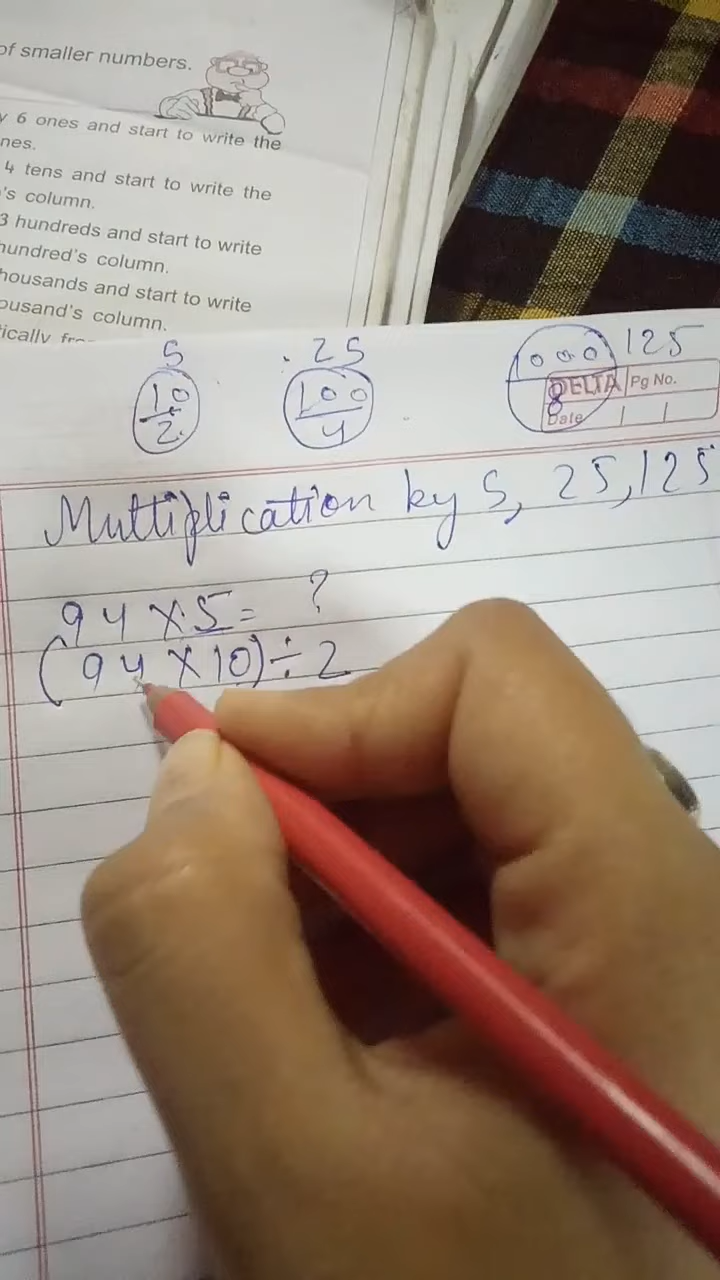 of smaller numbers.
6 ones and start to write the
nes.
4 tens and start to write the
's column.
3 hundreds and start to write
hundred's column.
housands and start to write
ousand's column.
ically
5
10
2
25
100
4
1000
8
125
DELTA
Pg No.
Date
Multiplication by 5, 25, 125
94 × 5 = ?
(94 × 10) ÷ 2